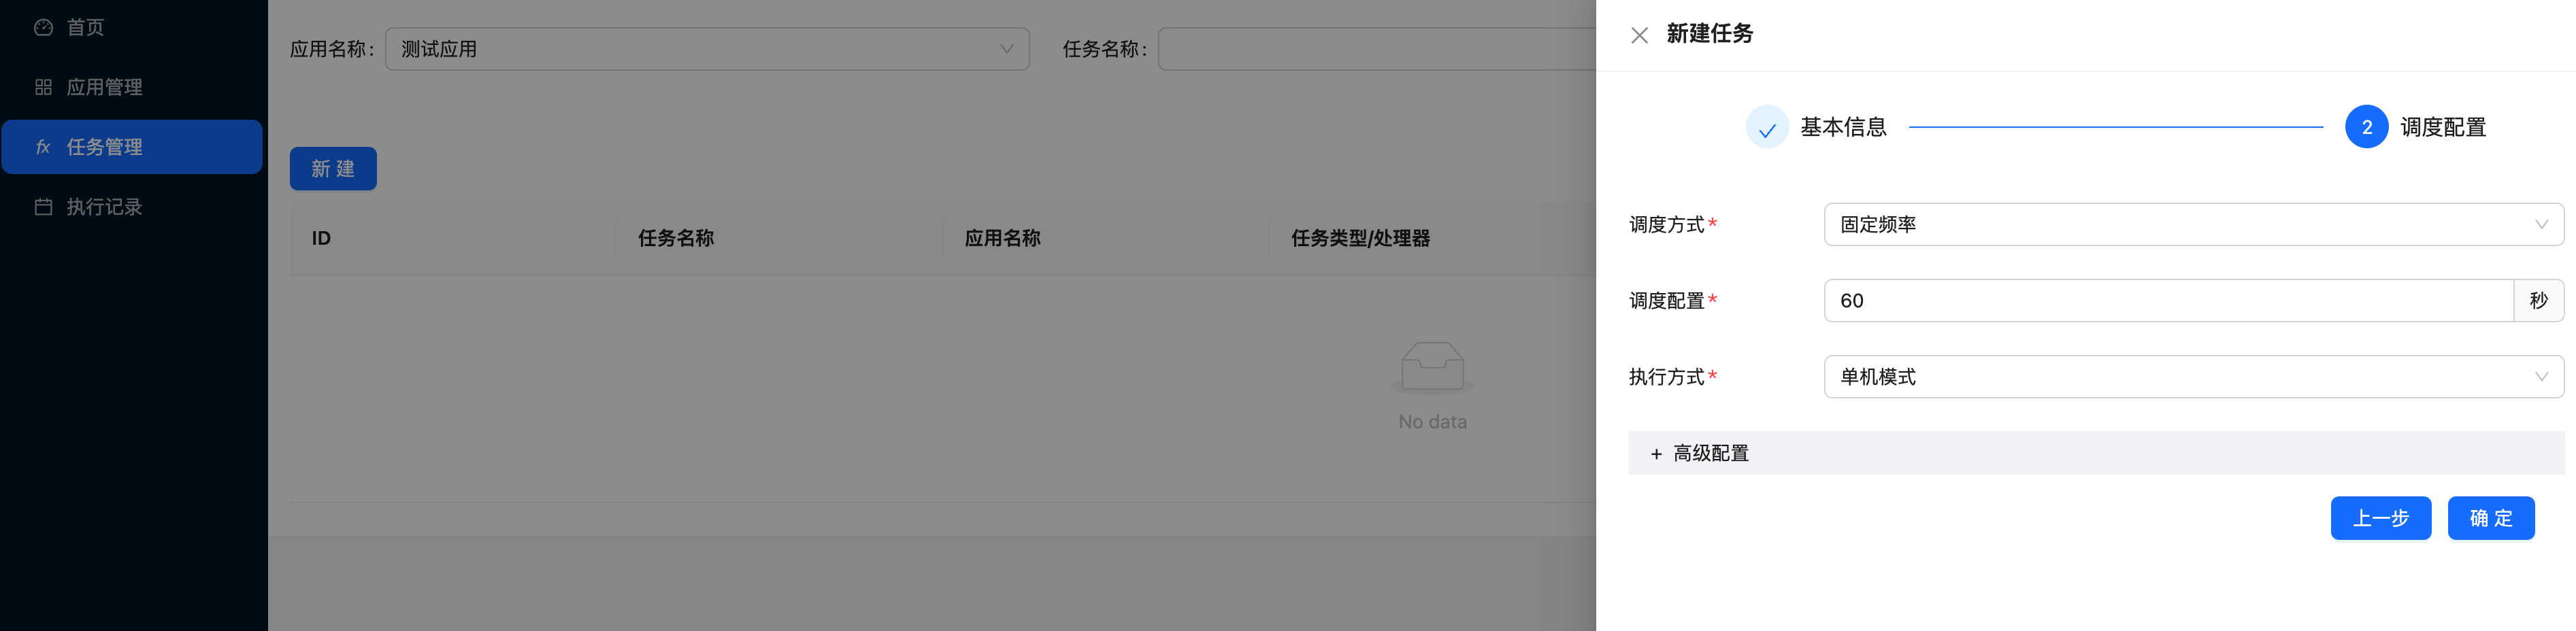 首页
应用管理
fx 任务管理
执行记录
应用名称: 测试应用
任务名称:
新 建
ID 任务名称 应用名称 任务类型/处理器
No data
新建任务
基本信息 2 调度配置
调度方式* 固定频率
调度配置* 60 秒
执行方式* 单机模式
+ 高级配置
上一步 确 定